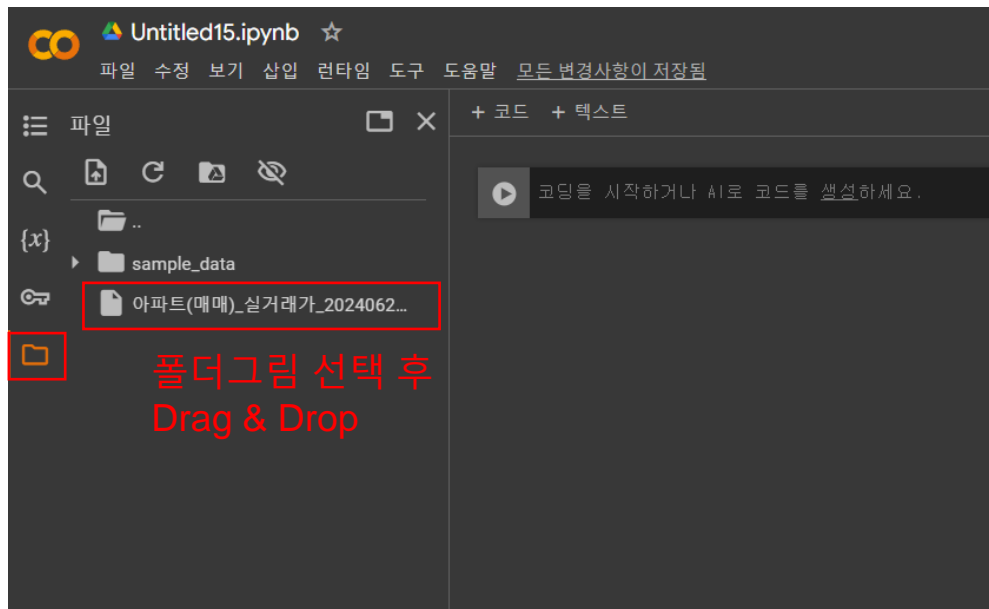 Untitled15.ipynb
파일 수정 보기 삽입 런타임 도구 도움말 모든 변경사항이 저장됨
파일
+ 코드 + 텍스트
코딩을 시작하거나 AI로 코드를 생성하세요.
..
{x}
sample_data
아파트(매매)_실거래가_2024062...
폴더그림 선택 후
Drag & Drop